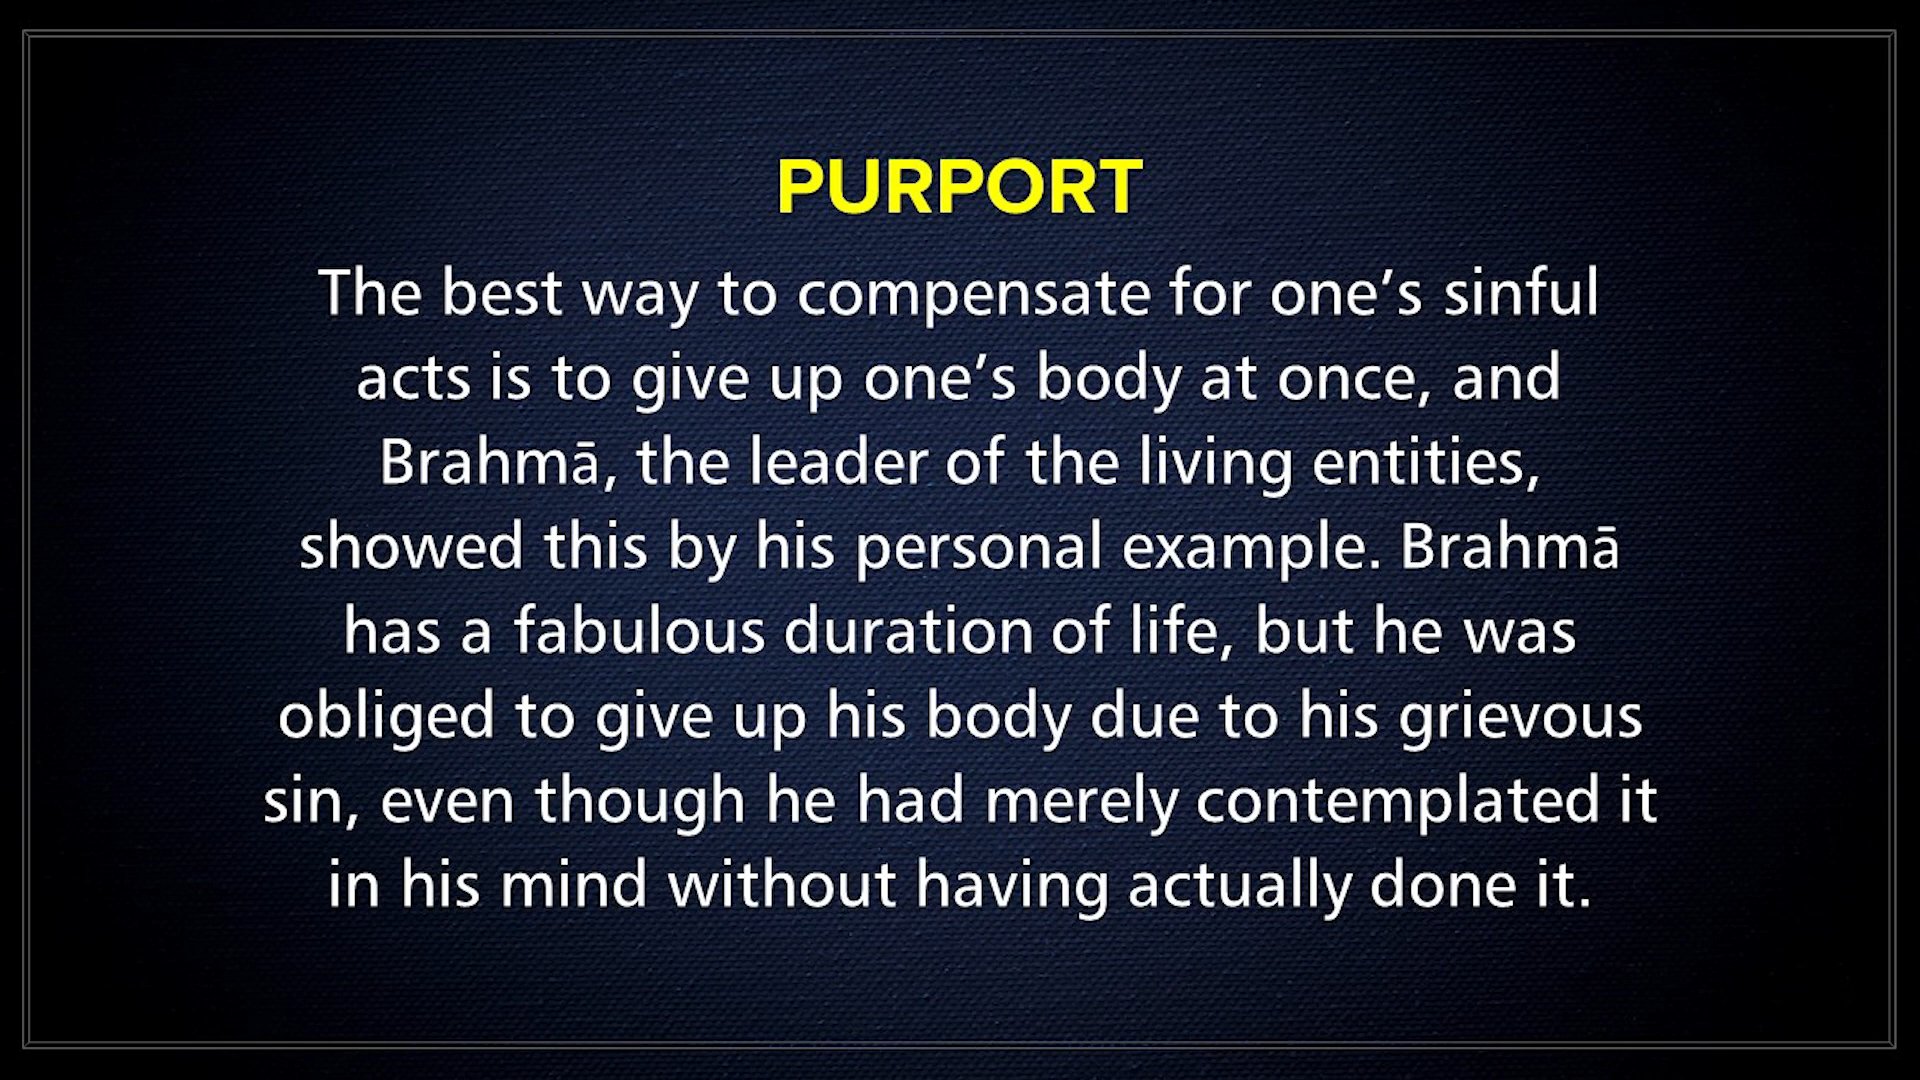 PURPORT
The best way to compensate for one’s sinful
acts is to give up one’s body at once, and
Brahmā, the leader of the living entities,
showed this by his personal example. Brahmā
has a fabulous duration of life, but he was
obliged to give up his body due to his grievous
sin, even though he had merely contemplated it
in his mind without having actually done it.